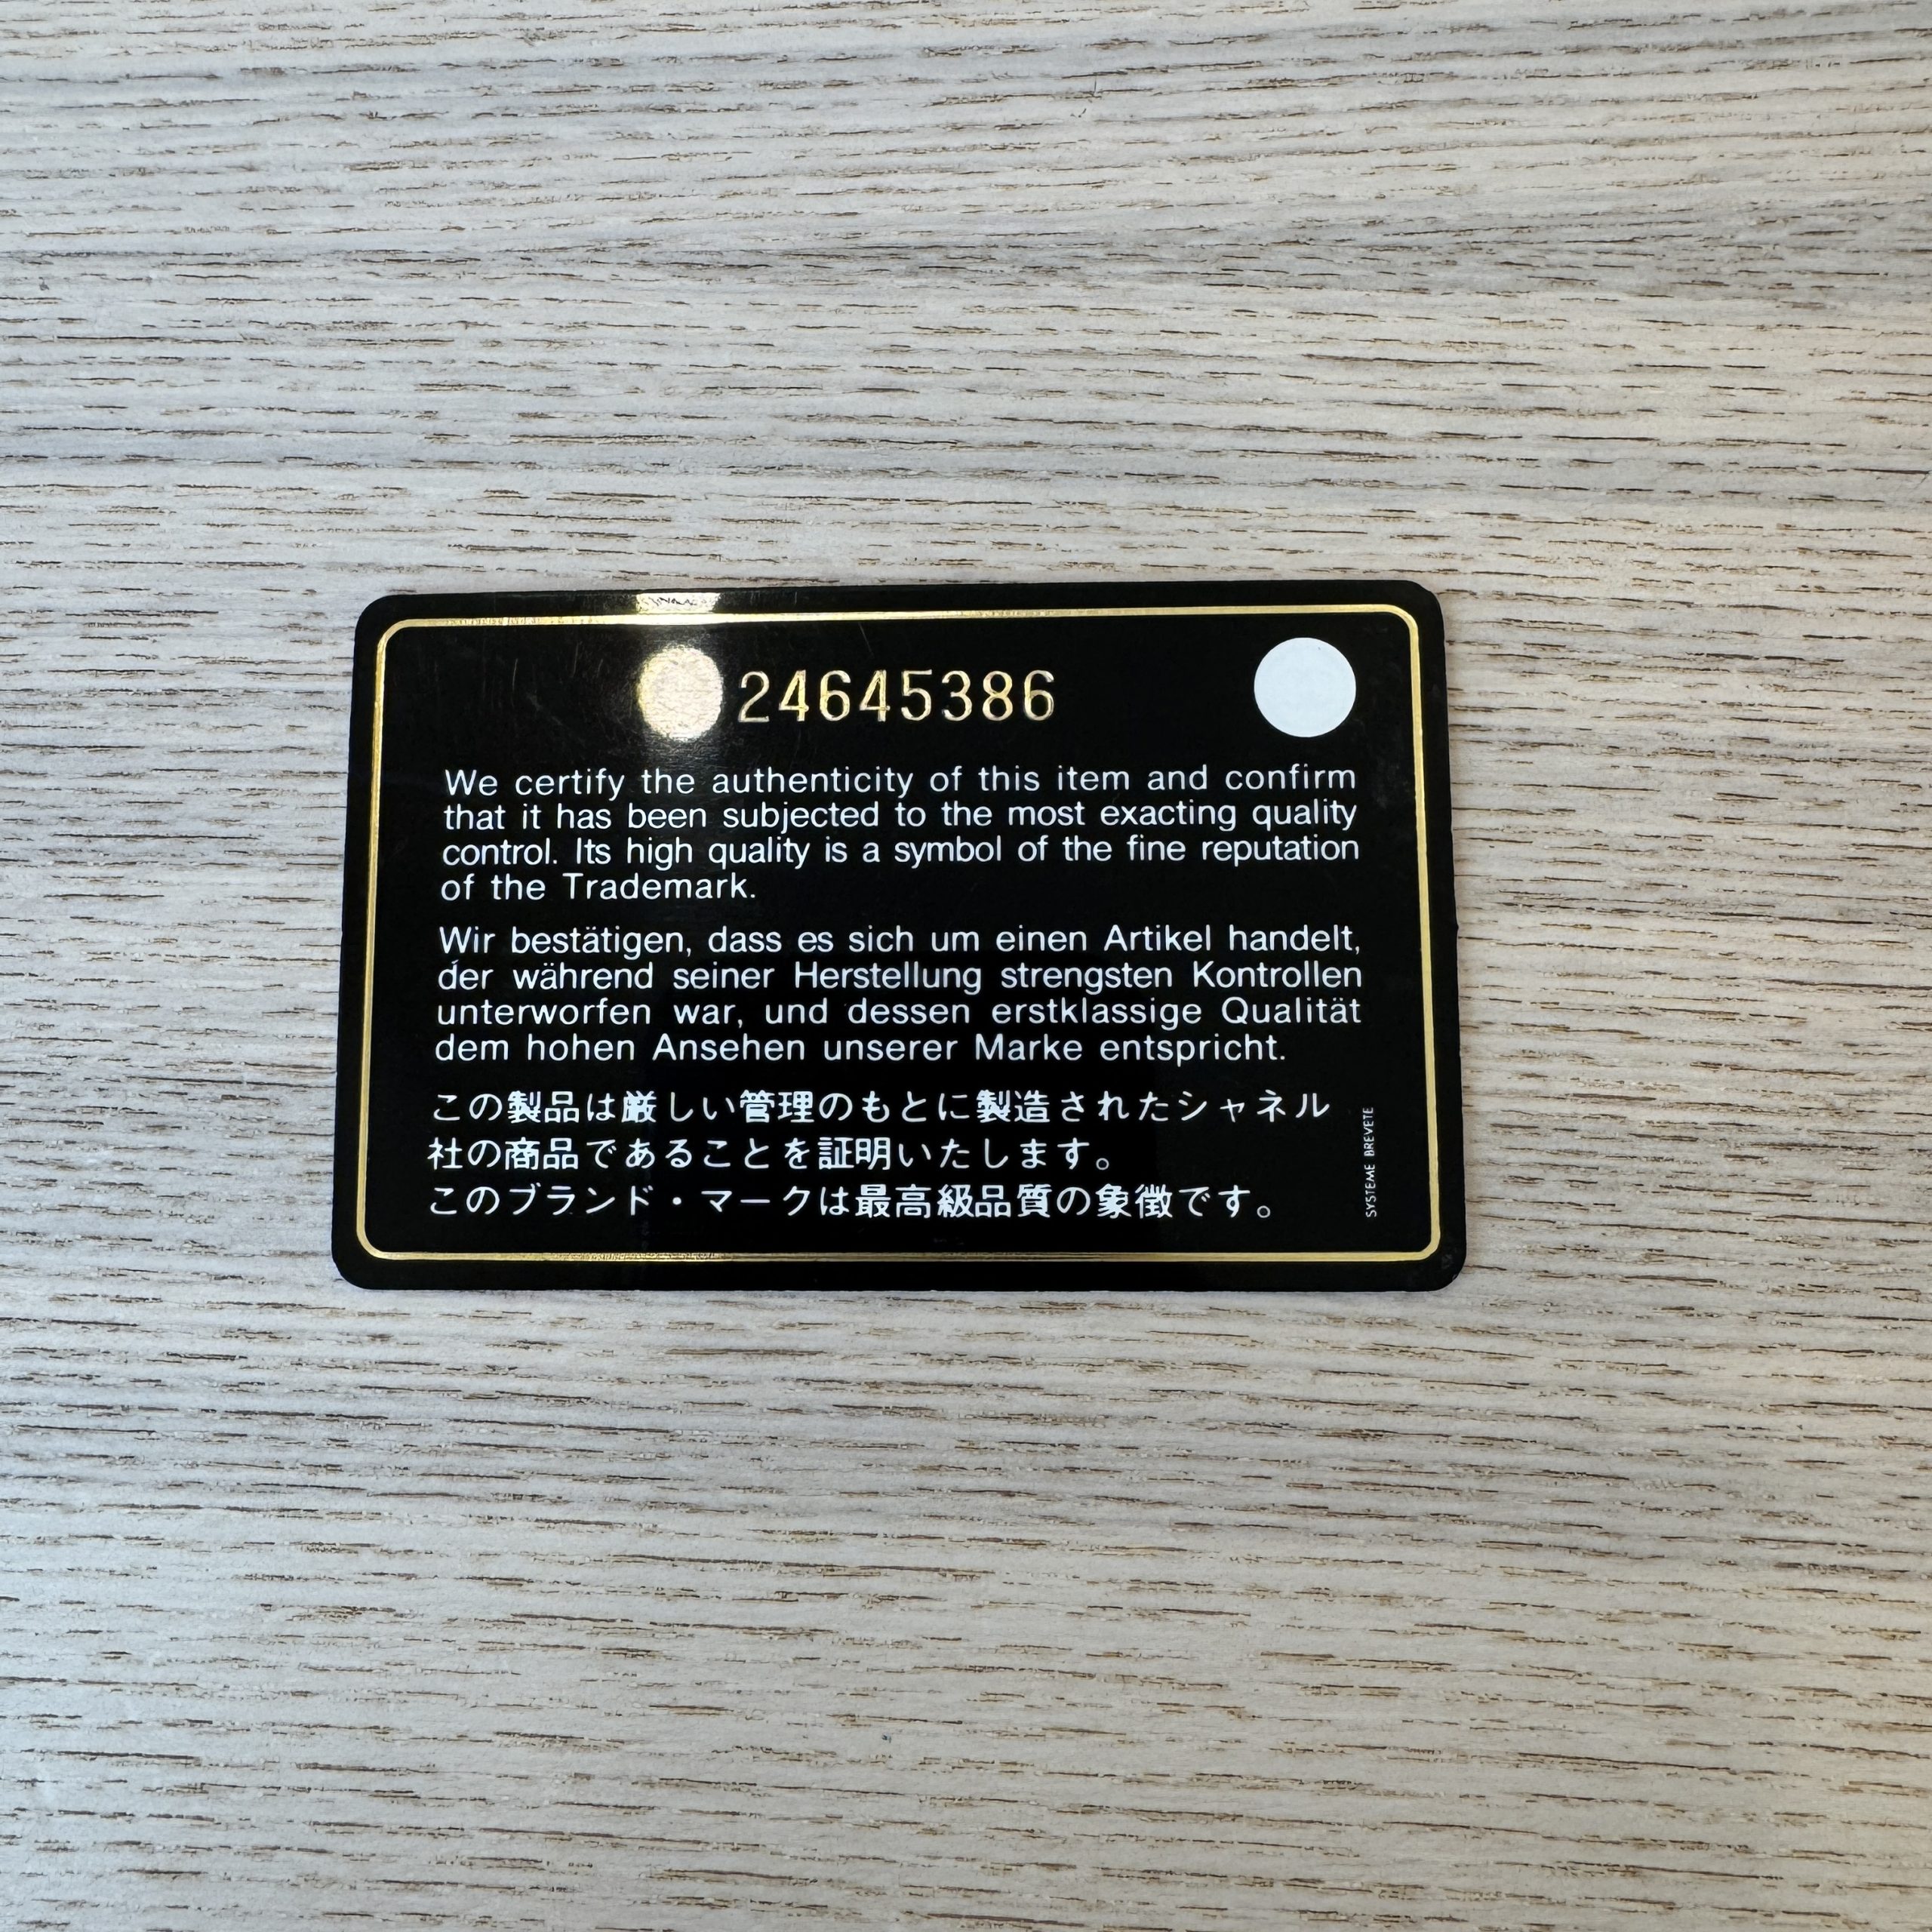 24645386
We certify the authenticity of this item and confirm
that it has been subjected to the most exacting quality
control. Its high quality is a symbol of the fine reputation
of the Trademark.
Wir bestätigen, dass es sich um einen Artikel handelt,
der während seiner Herstellung strengsten Kontrollen
unterworfen war, und dessen erstklassige Qualität
dem hohen Ansehen unserer Marke entspricht.
この製品は厳しい管理のもとに製造されたシャネル
社の商品であることを証明いたします。
このブランド・マークは最高級品質の象徴です。
SYSTEME BREVETE